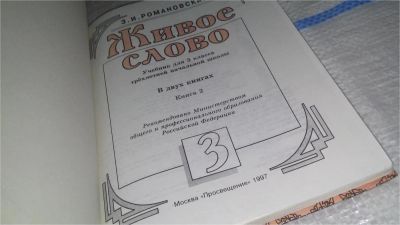 З.И.РОМАНОВСКАЯ
Живое
слово
Учебник для 3 класса
трёхлетней начальной школы
В двух книгах
Книга 2
Рекомендовано Министерством
общего и профессионального образования
Российской Федерации
3
Москва «Просвещение» 1997